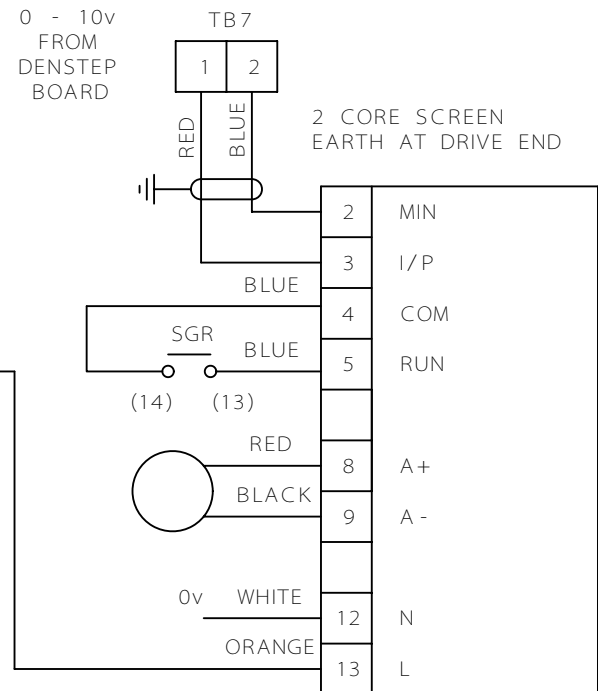 0 - 10v
FROM
DENSTEP
BOARD
TB7
1 2
RED
BLUE
2 CORE SCREEN
EARTH AT DRIVE END
2 MIN
3 I/P
BLUE
4 COM
SGR
BLUE
5 RUN
(14) (13)
RED
8 A+
BLACK
9 A-
0v WHITE
12 N
ORANGE
13 L